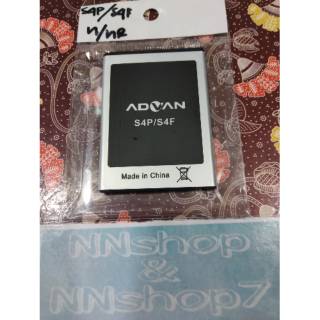 S4P/S4F
ADVAN
S4P/S4F
Made in China
NNshop
&
NNshop7